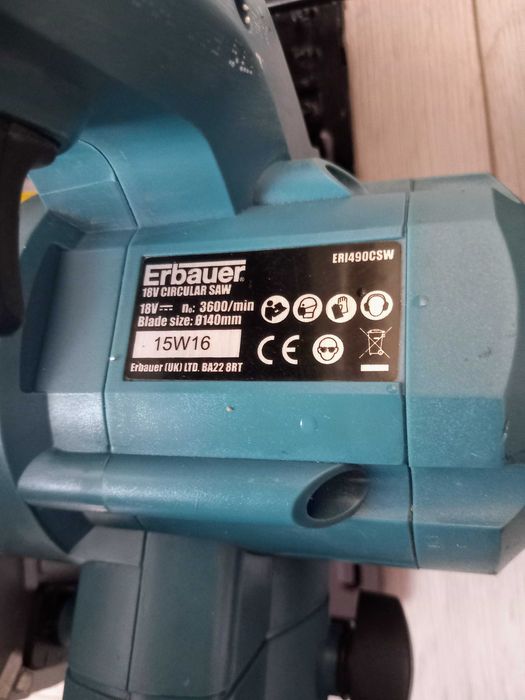 ERI490CSW
Erbauer®
18V CIRCULAR SAW
18V⎓ n₀: 3600/min
Blade size: Ø140mm
15W16
CE
Erbauer (UK) LTD. BA22 8RT